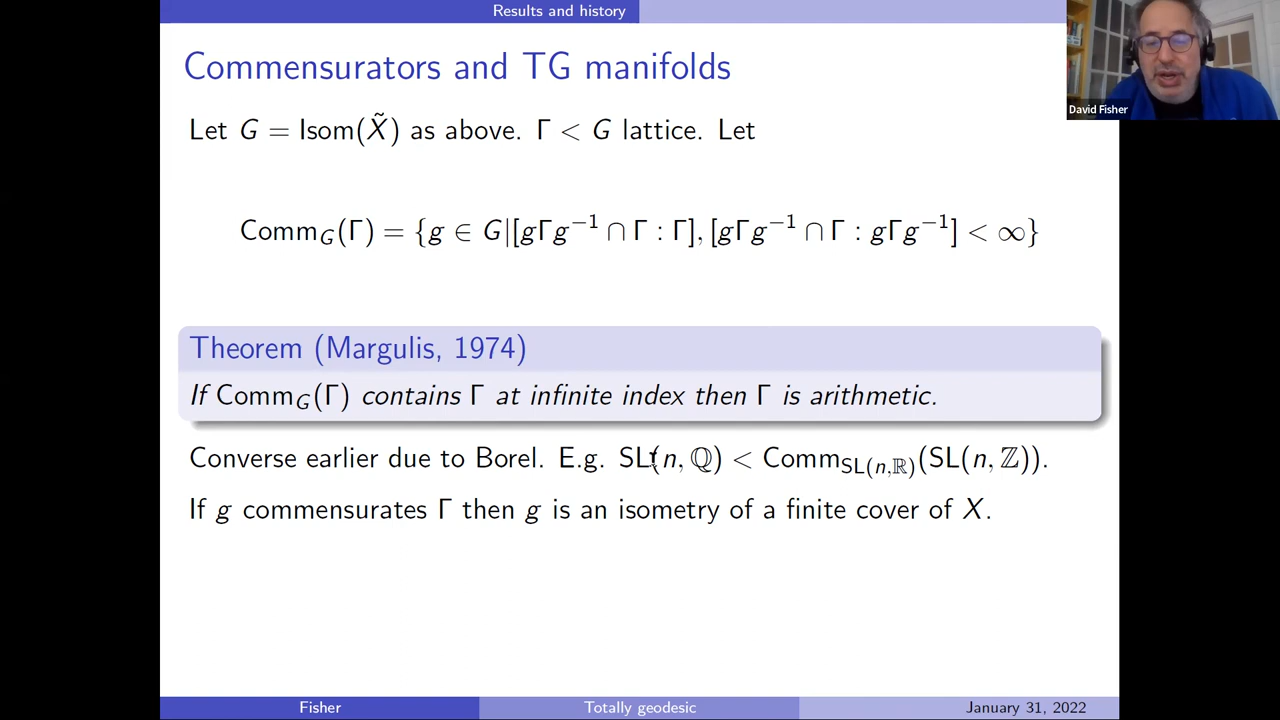 Results and history
Commensurators and TG manifolds
Let G = Isom(X̃) as above. Γ < G lattice. Let
Comm_G(Γ) = {g ∈ G|[gΓg⁻¹ ∩ Γ : Γ], [gΓg⁻¹ ∩ Γ : gΓg⁻¹] < ∞}
Theorem (Margulis, 1974)
If Comm_G(Γ) contains Γ at infinite index then Γ is arithmetic.
Converse earlier due to Borel. E.g. SL(n, ℚ) < Comm_SL(n,ℝ)(SL(n, ℤ)).
If g commensurates Γ then g is an isometry of a finite cover of X.
Fisher
Totally geodesic
January 31, 2022
David Fisher